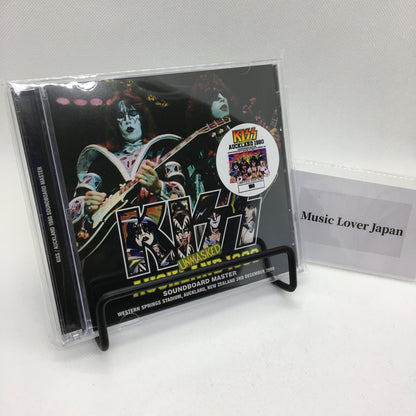 KISS
AUCKLAND 1980
KISS
UNMASKED
SOUNDBOARD MASTER
WESTERN SPRINGS STADIUM, AUCKLAND, NEW ZEALAND 3RD DECEMBER 1980
KISS / AUCKLAND 1980 SOUNDBOARD MASTER
Music Lover Japan